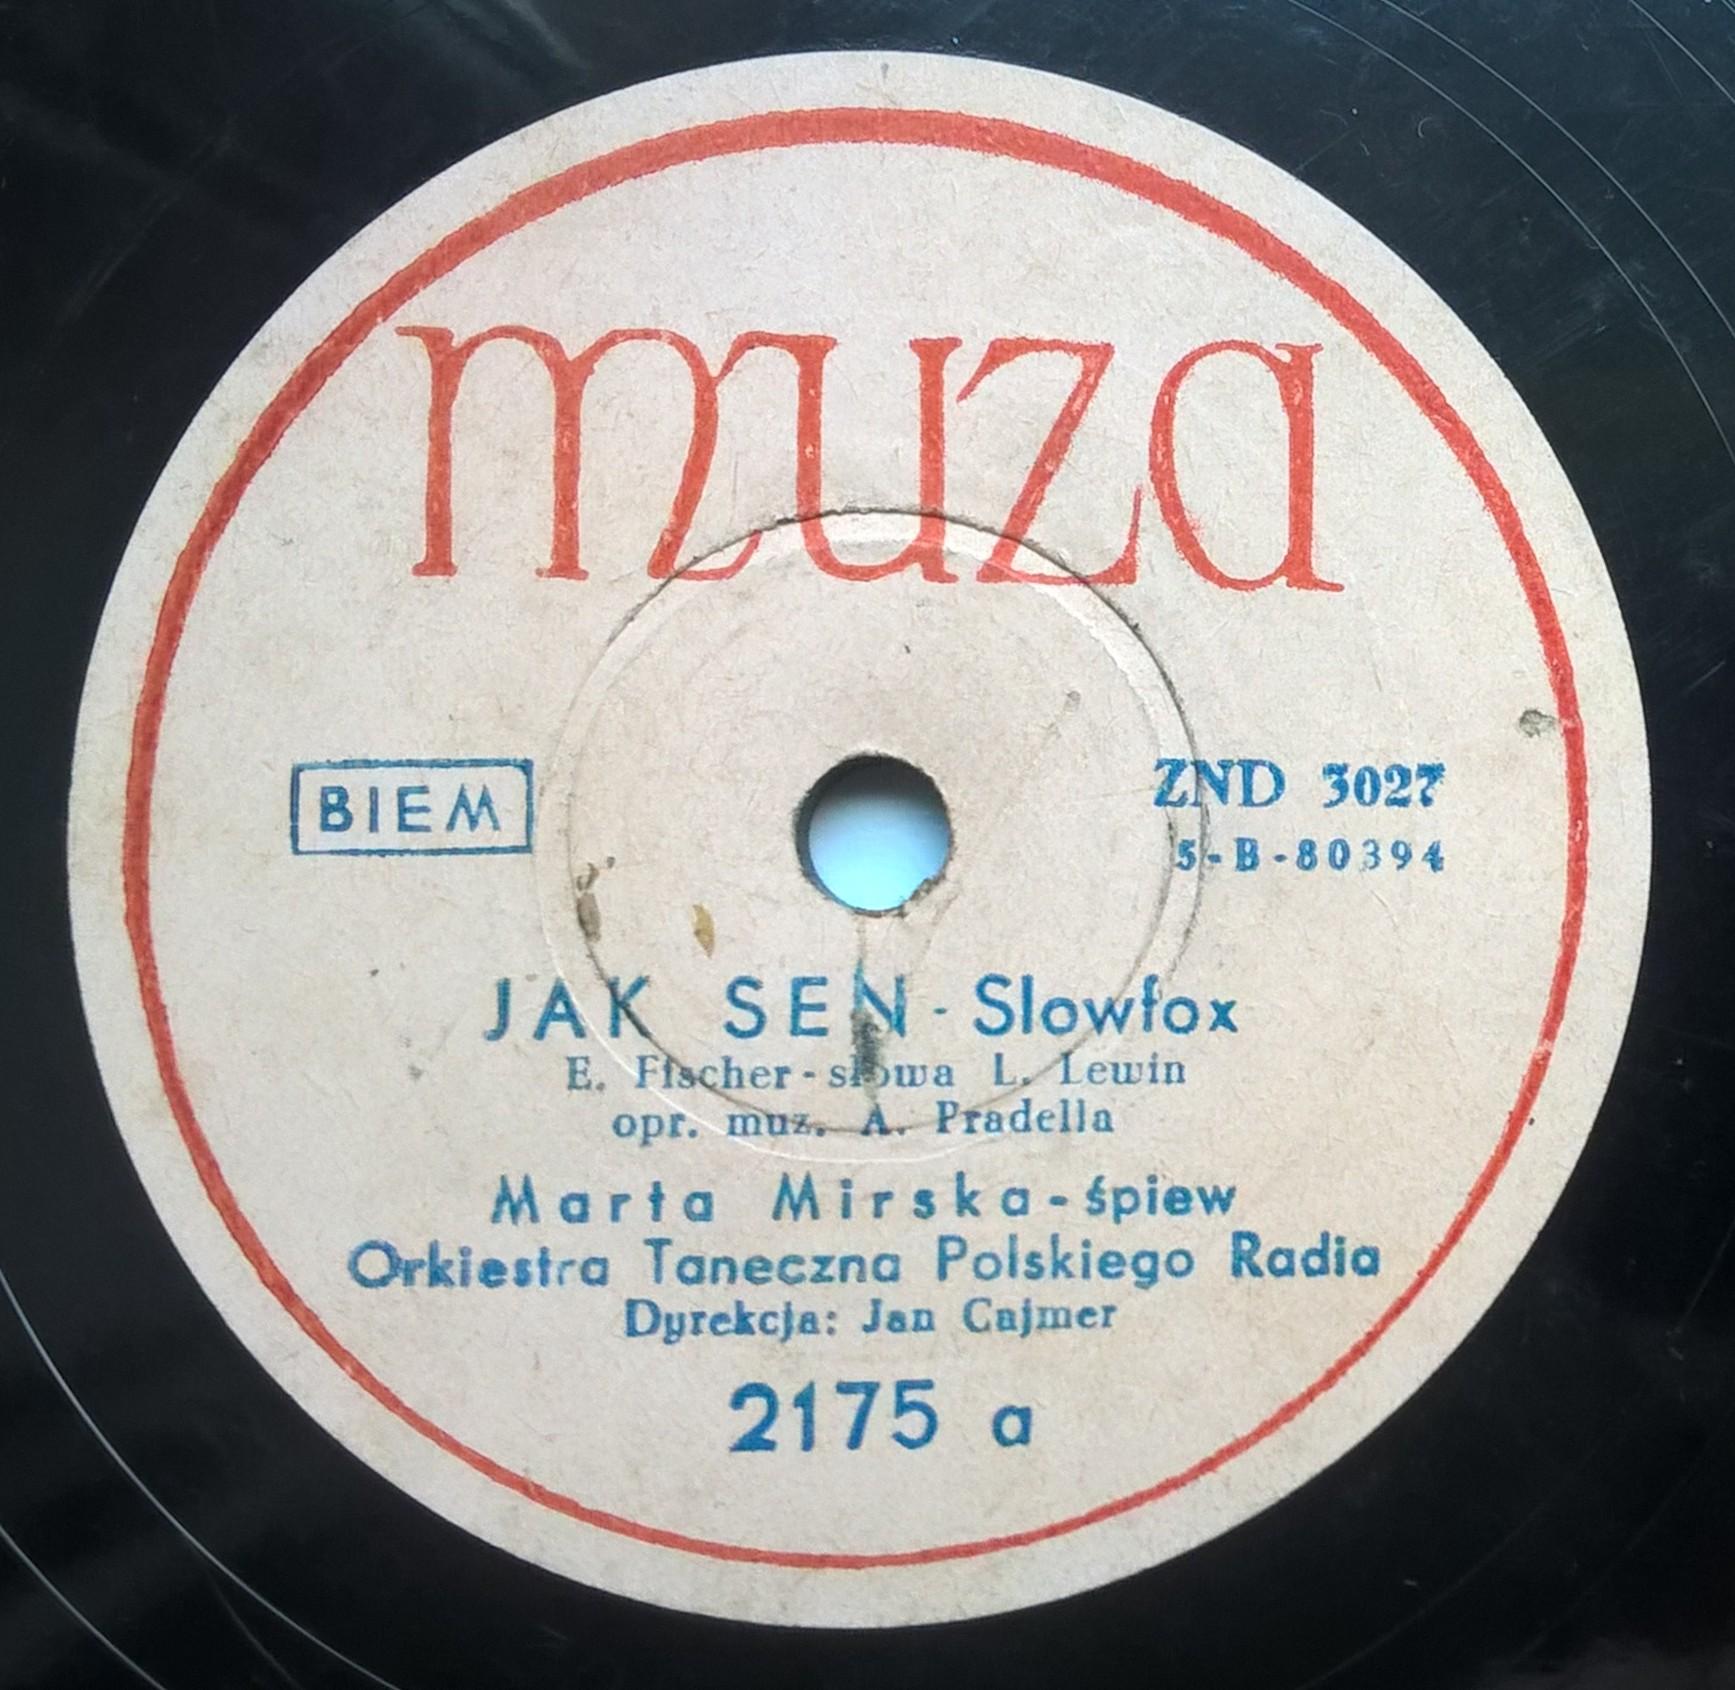 muza
BIEM
ZND 3027
5-B-80394
JAK SEN - Slowfox
E. Fischer - słowa L. Lewin
opr. muz. A. Pradella
Marta Mirska - śpiew
Orkiestra Taneczna Polskiego Radia
Dyrekcja: Jan Cajmer
2175 a